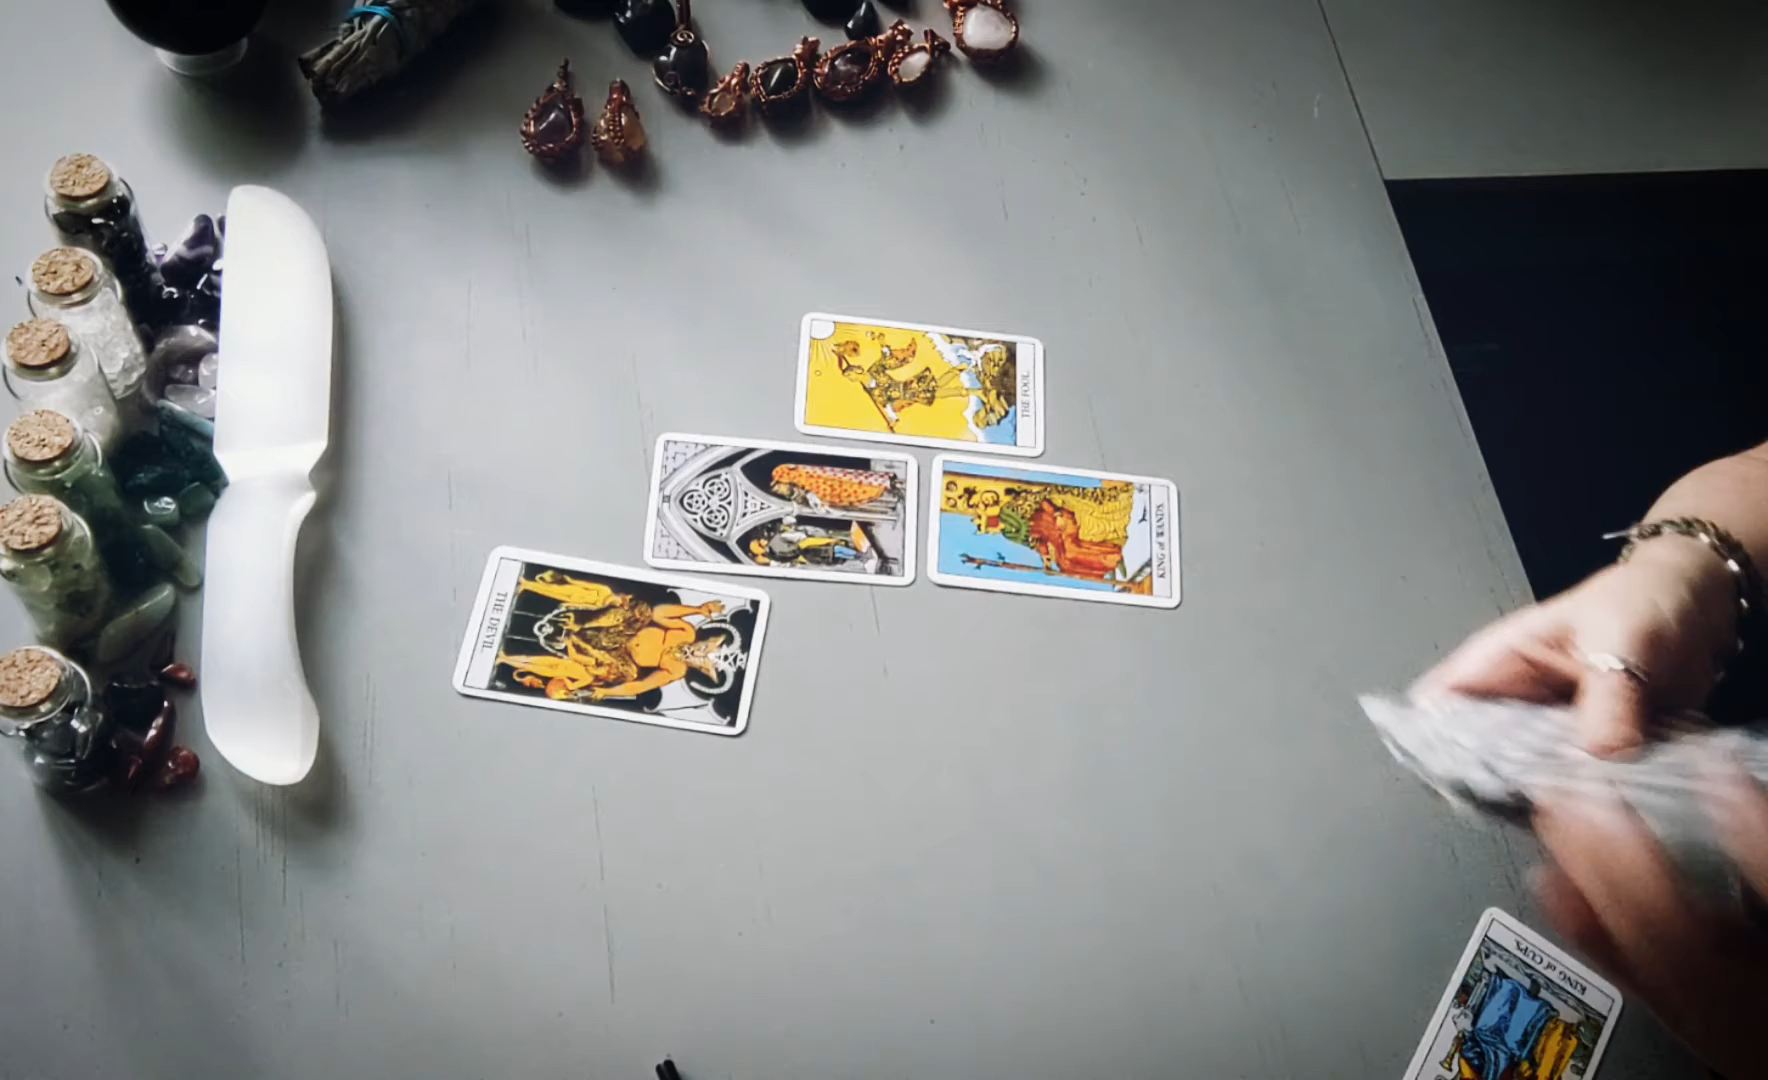 THE FOOL.
KING of WANDS.
THE DEVIL.
KING of CUPS.